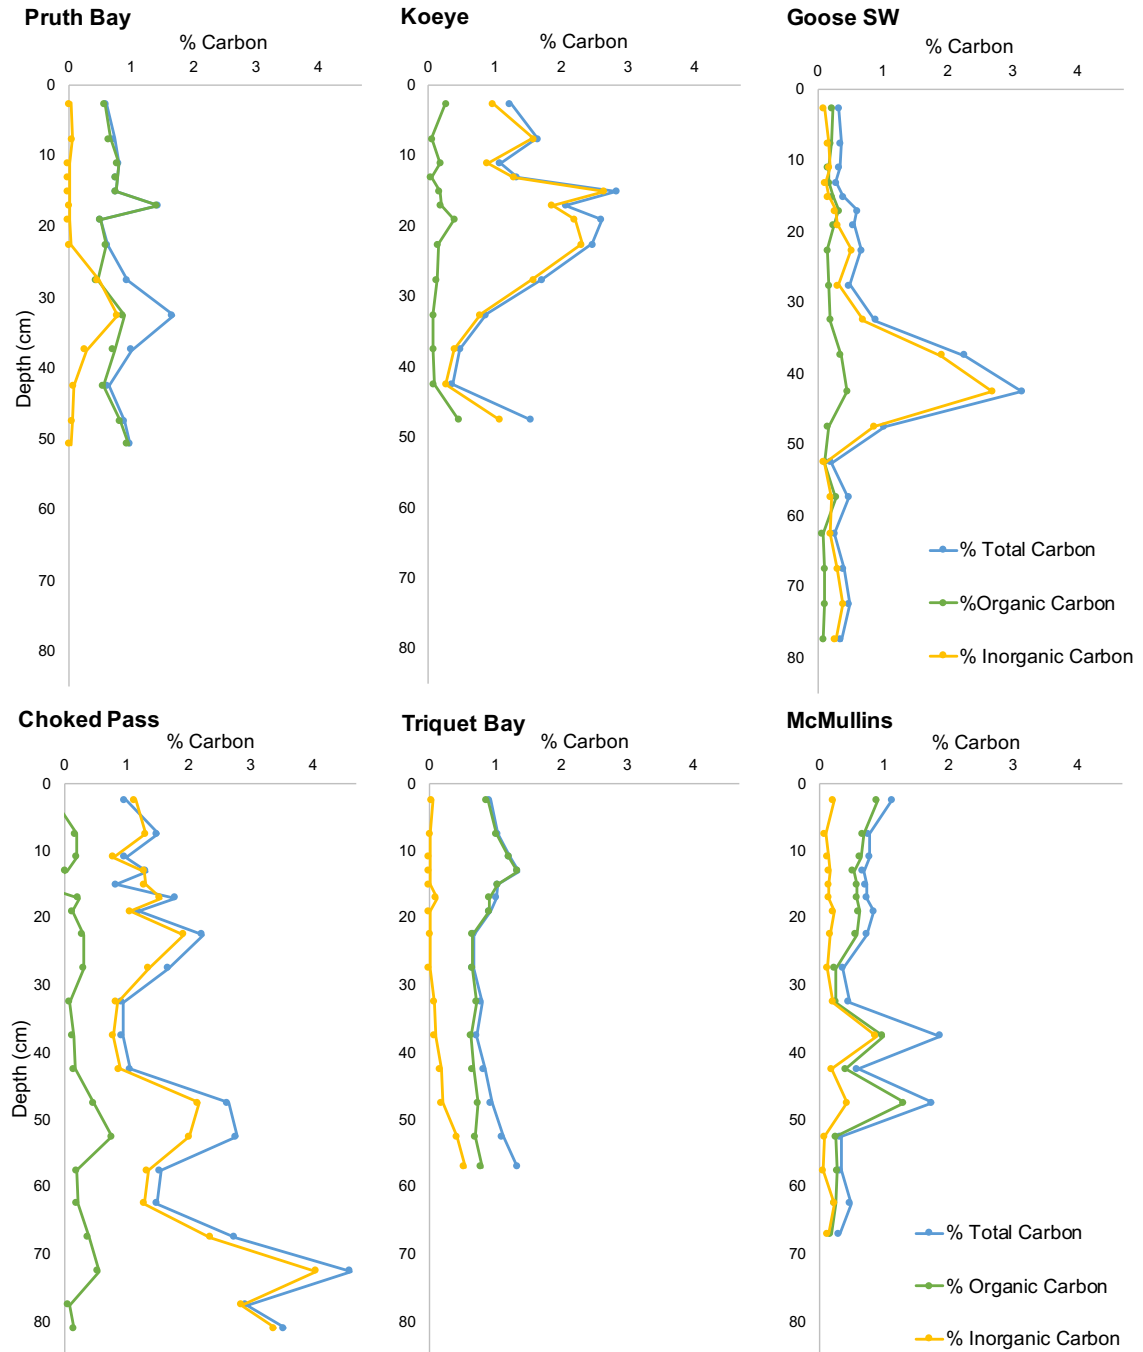 Pruth Bay
% Carbon
0 1 2 3 4
0
10
20
30
40
50
60
70
80
Depth (cm)
Koeye
% Carbon
0 1 2 3 4
0
10
20
30
40
50
60
70
80
Goose SW
% Carbon
0 1 2 3 4
0
10
20
30
40
50
60
70
80
% Total Carbon
%Organic Carbon
% Inorganic Carbon
Choked Pass
% Carbon
0 1 2 3 4
0
10
20
30
40
50
60
70
80
Depth (cm)
Triquet Bay
% Carbon
0 1 2 3 4
0
10
20
30
40
50
60
70
80
McMullins
% Carbon
0 1 2 3 4
0
10
20
30
40
50
60
70
80
% Total Carbon
% Organic Carbon
% Inorganic Carbon